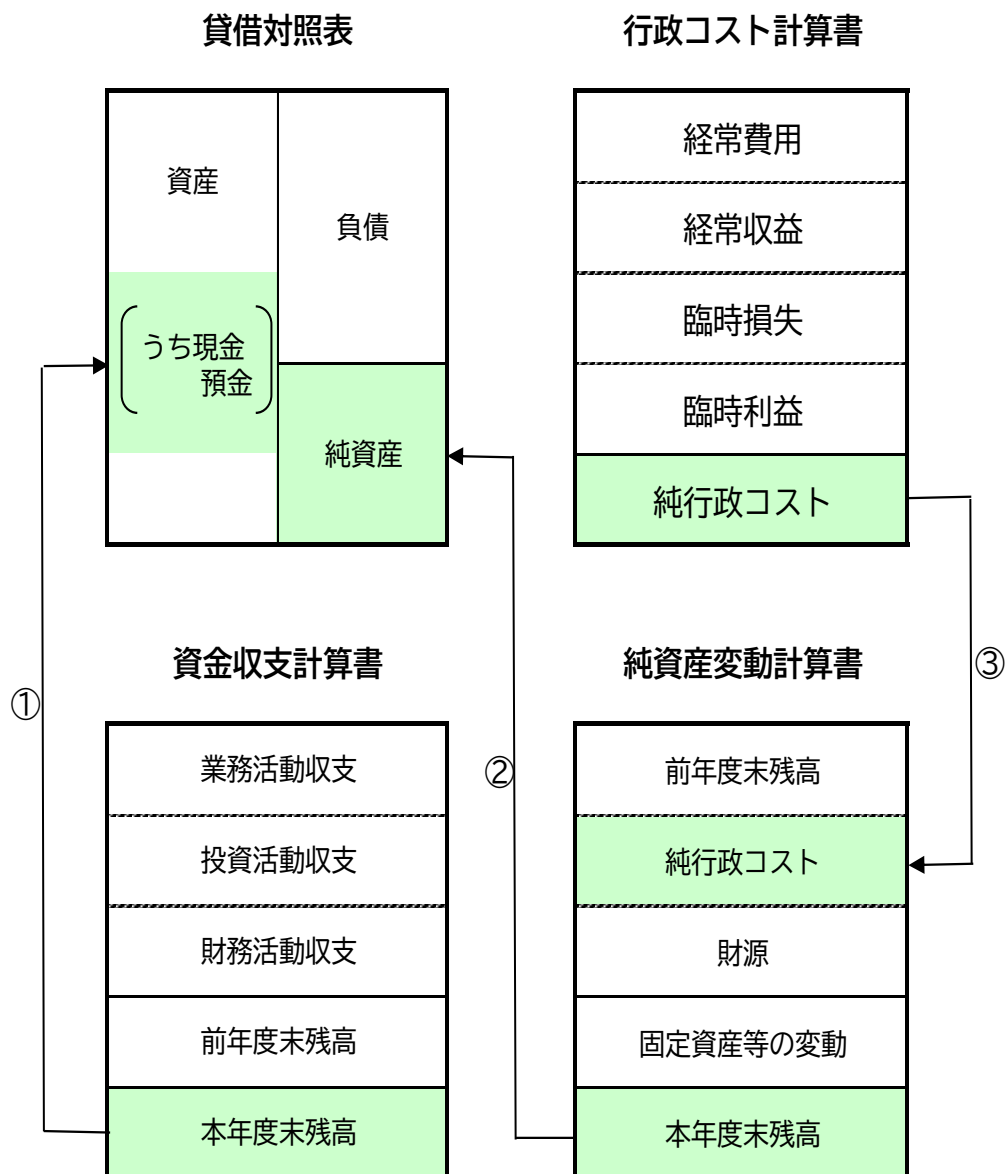 貸借対照表
資産
うち現金
預金
負債
純資産
行政コスト計算書
経常費用
経常収益
臨時損失
臨時利益
純行政コスト
①
②
③
資金収支計算書
業務活動収支
投資活動収支
財務活動収支
前年度末残高
本年度末残高
純資産変動計算書
前年度末残高
純行政コスト
財源
固定資産等の変動
本年度末残高